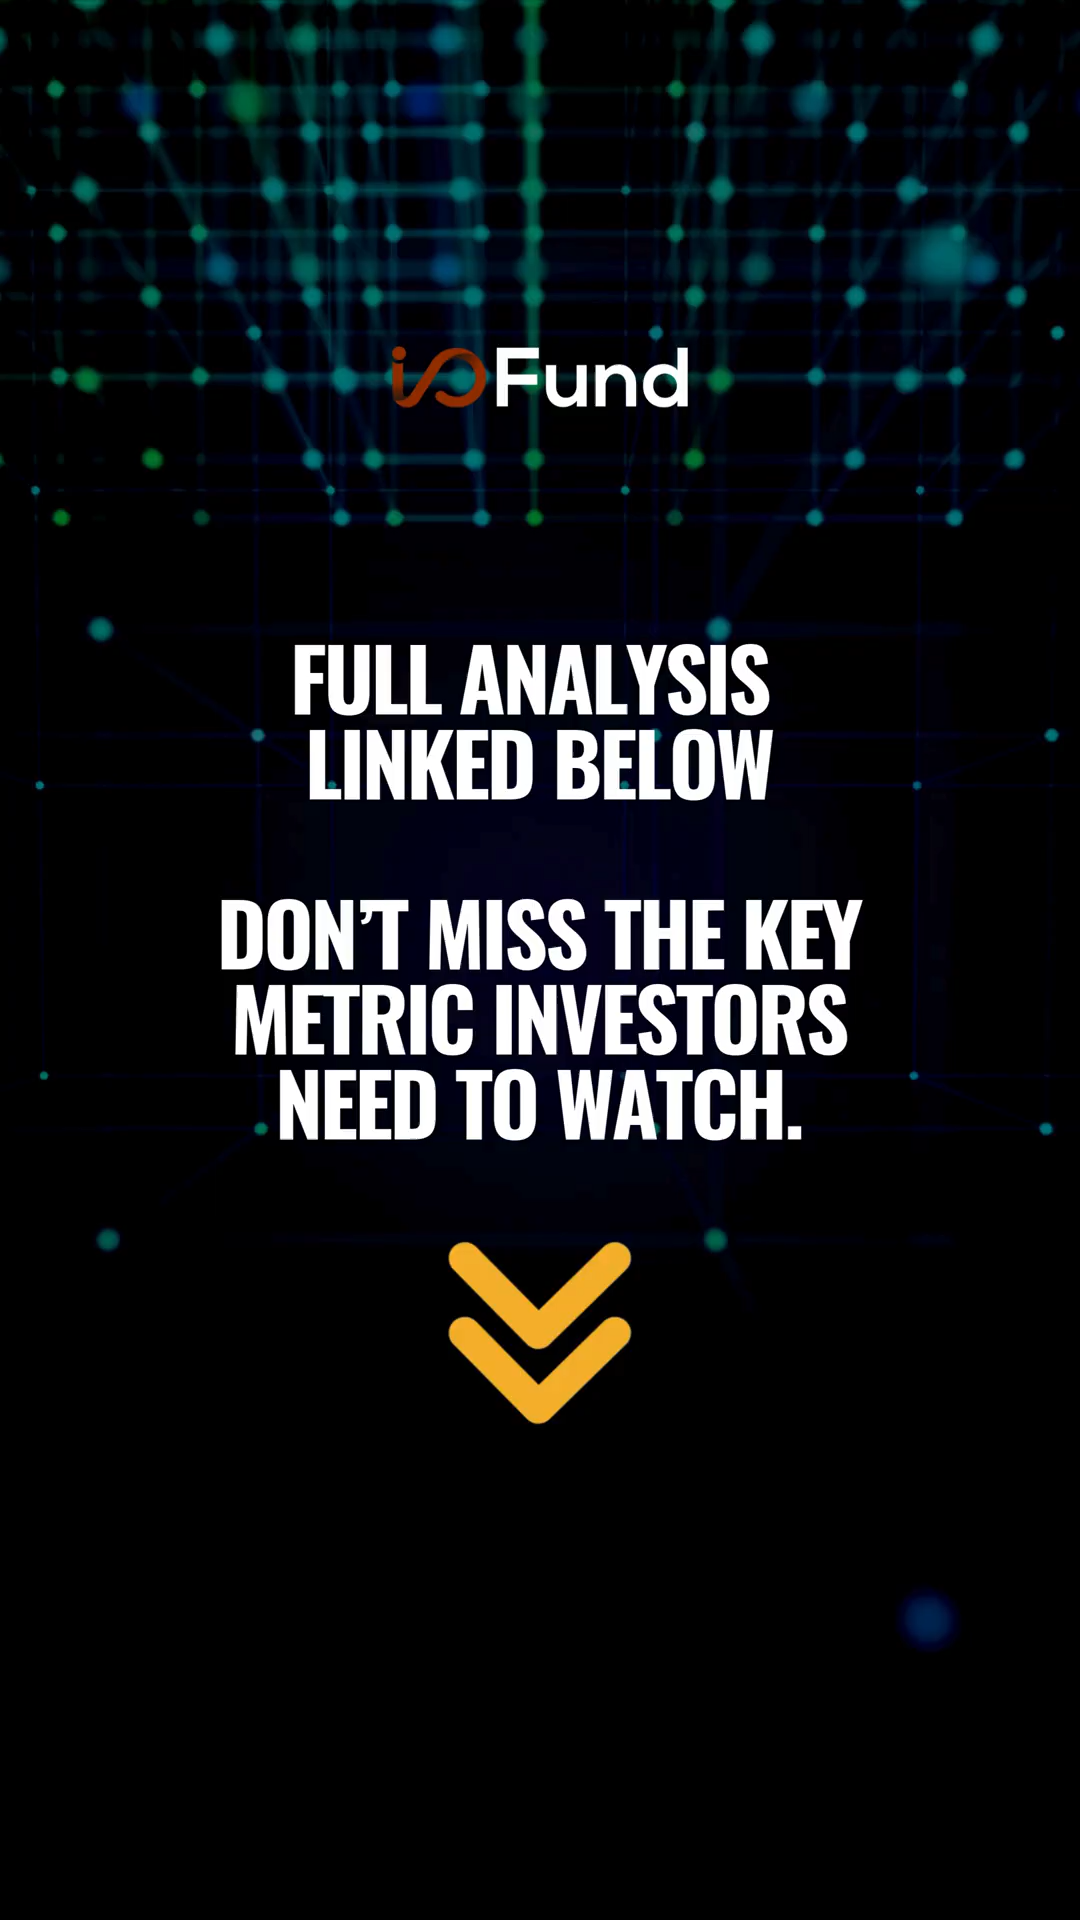 ioFund
FULL ANALYSIS
LINKED BELOW
DON'T MISS THE KEY
METRIC INVESTORS
NEED TO WATCH.